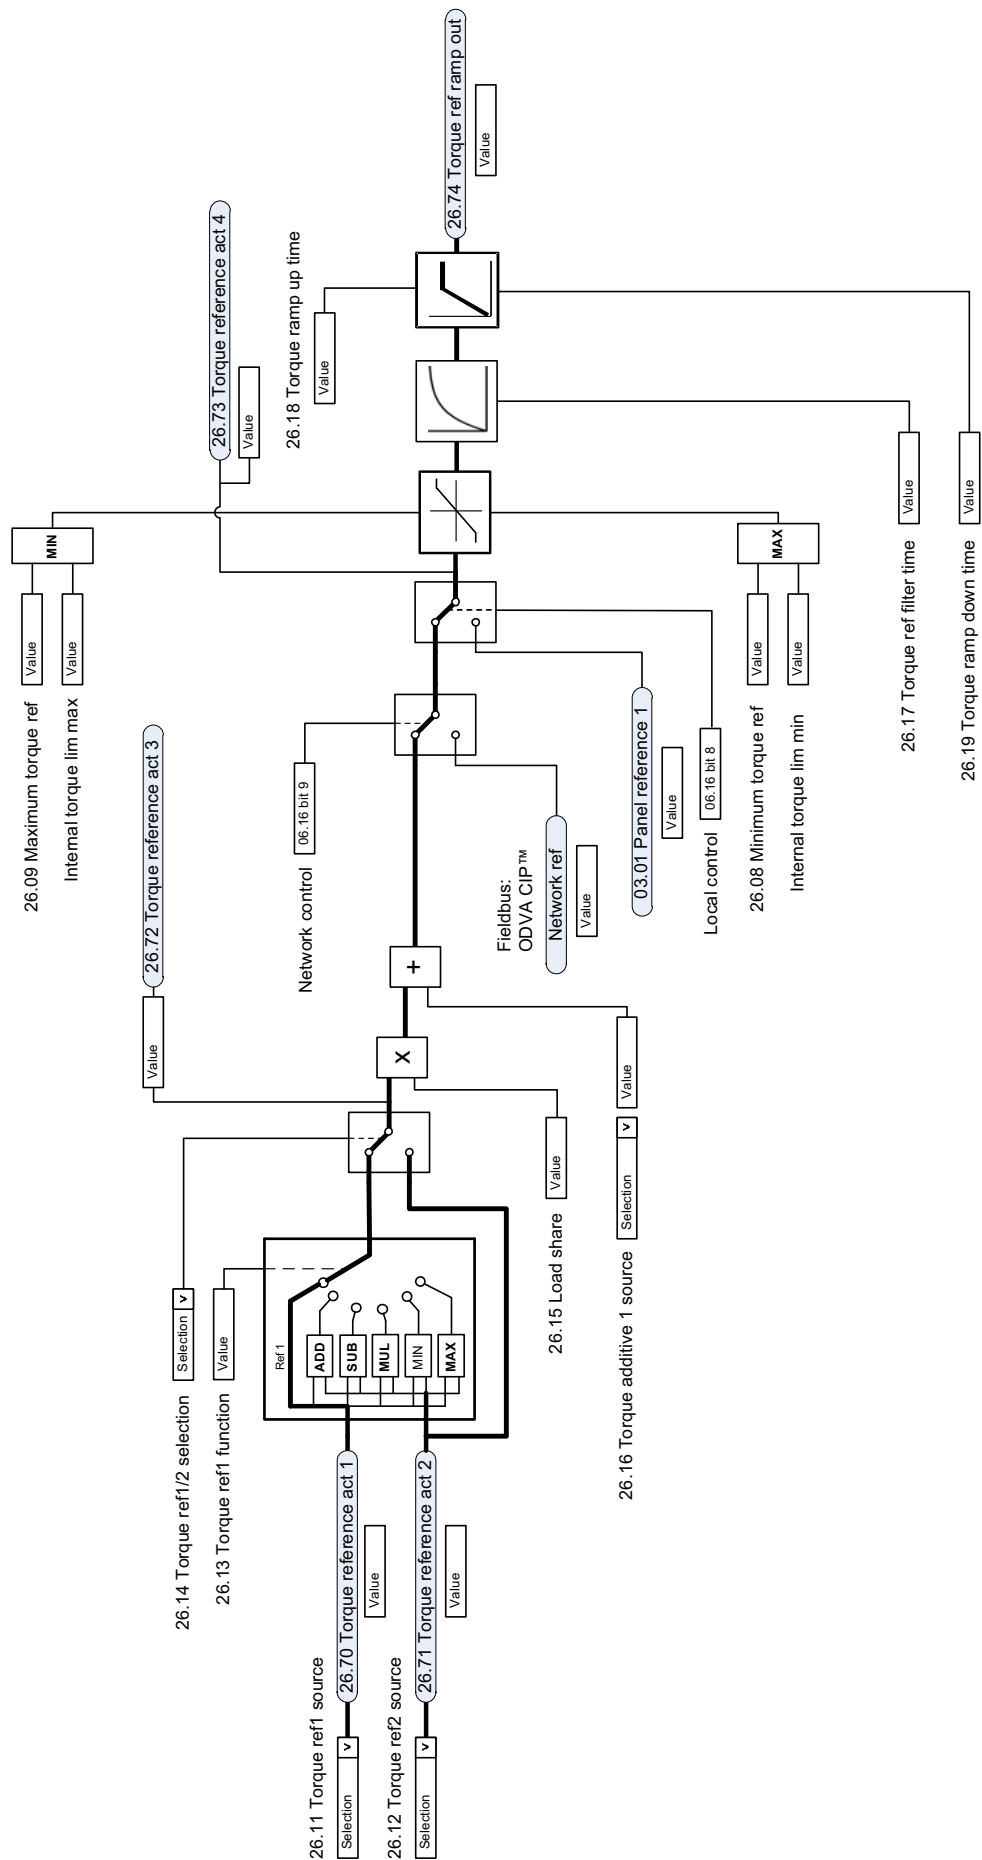 26.11 Torque ref1 source
Selection
v
26.70 Torque reference act 1
Value
26.12 Torque ref2 source
Selection
v
26.71 Torque reference act 2
Value
26.14 Torque ref1/2 selection
Selection
v
26.13 Torque ref1 function
Value
Ref 1
ADD
SUB
MUL
MIN
MAX
26.72 Torque reference act 3
Value
X
26.15 Load share
Value
+
26.16 Torque additive 1 source
Selection
v
Value
Network control
06.16 bit 9
Fieldbus:
ODVA CIP™
Network ref
Value
03.01 Panel reference 1
Value
Local control
06.16 bit 8
26.73 Torque reference act 4
Value
26.09 Maximum torque ref
Value
Internal torque lim max
Value
MIN
26.08 Minimum torque ref
Value
Internal torque lim min
Value
MAX
26.17 Torque ref filter time
Value
26.18 Torque ramp up time
Value
26.19 Torque ramp down time
Value
26.74 Torque ref ramp out
Value